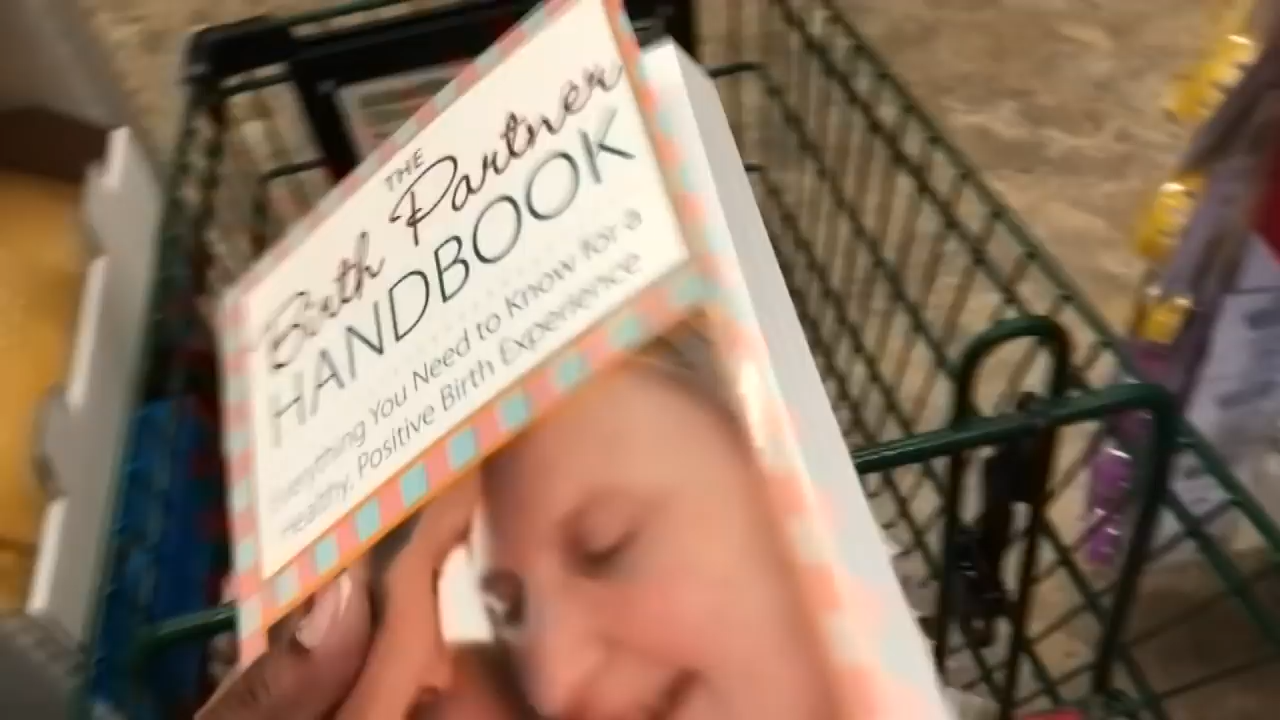 THE
Birth Partner
HANDBOOK
Everything You Need to Know for a
Healthy, Positive Birth Experience